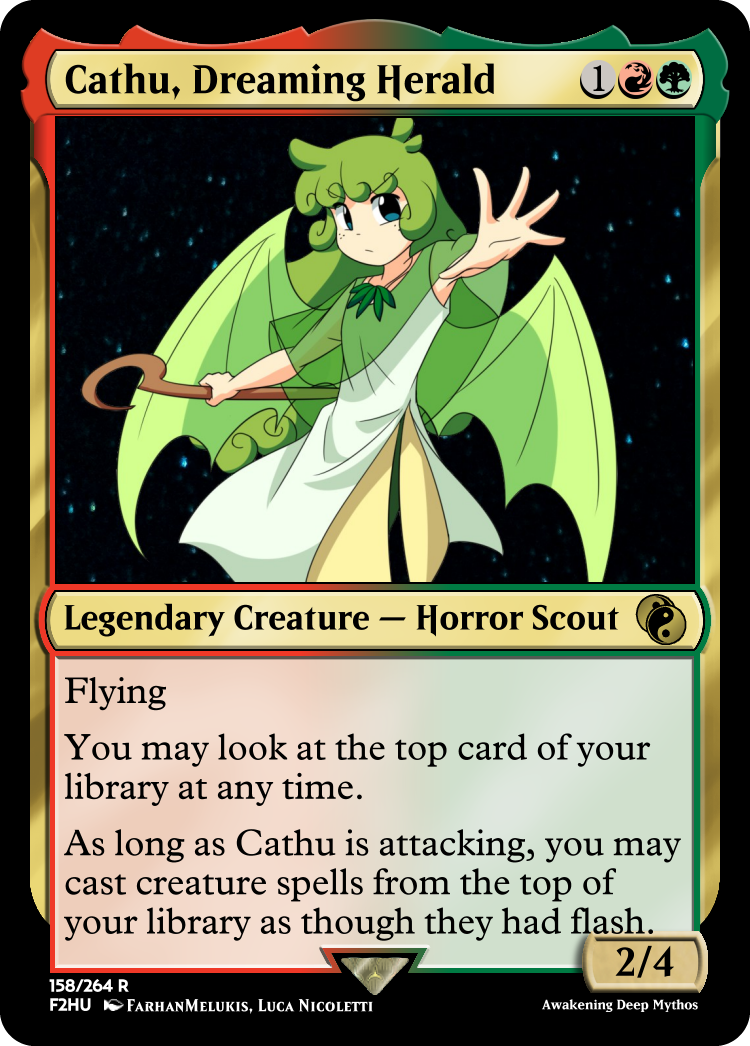 Cathu, Dreaming Herald 1
Legendary Creature — Horror Scout
Flying
You may look at the top card of your
library at any time.
As long as Cathu is attacking, you may
cast creature spells from the top of
your library as though they had flash.
2/4
158/264 R
F2HU FarhanMelukis, Luca Nicoletti
Awakening Deep Mythos